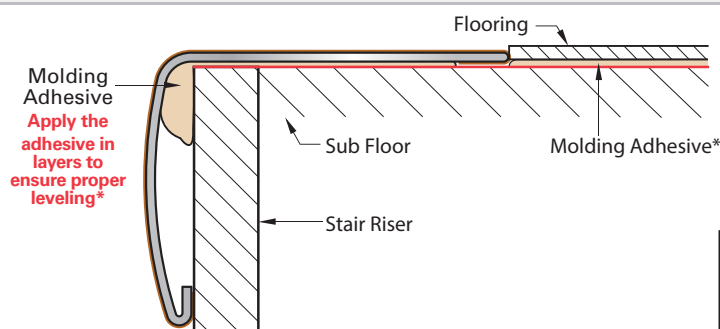 Flooring
Molding
Adhesive
Apply the
adhesive in
layers to
ensure proper
leveling*
Sub Floor
Molding Adhesive*
Stair Riser